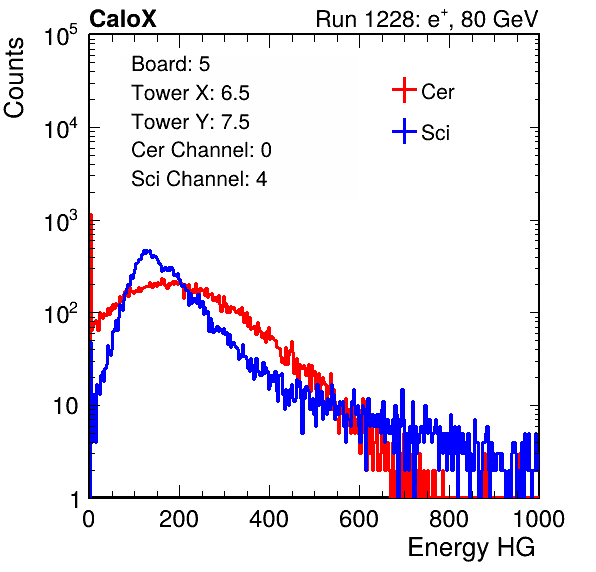 CaloX Run 1228: e⁺, 80 GeV
Board: 5
Tower X: 6.5
Tower Y: 7.5
Cer Channel: 0
Sci Channel: 4
Cer
Sci
Counts
10⁵
10⁴
10³
10²
10
1
0 200 400 600 800 1000
Energy HG